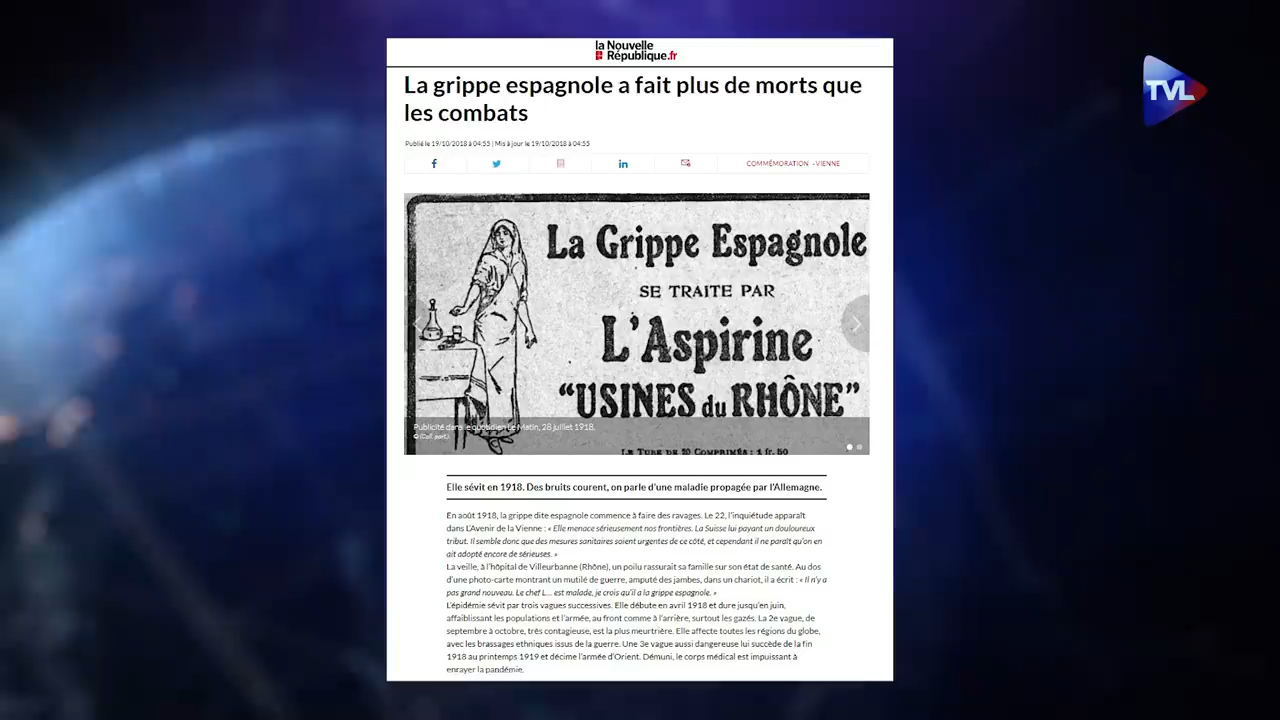 la Nouvelle
République.fr
TVL
La grippe espagnole a fait plus de morts que
les combats
Publié le 19/10/2018 à 04:55 | Mis à jour le 19/10/2018 à 04:55
COMMÉMORATION - VIENNE
La Grippe Espagnole
SE TRAITE PAR
L'Aspirine
"USINES du RHÔNE"
Publicité dans le quotidien Le Matin, 28 juillet 1918.
© (Coll. part.)
LE TUBE DE 20 COMPRIMÉS : 1 fr. 50
Elle sévit en 1918. Des bruits courent, on parle d'une maladie propagée par l'Allemagne.
En août 1918, la grippe dite espagnole commence à faire des ravages. Le 22, l'inquiétude apparaît
dans L'Avenir de la Vienne : « Elle menace sérieusement nos frontières. La Suisse lui payant un douloureux
tribut. Il semble donc que des mesures sanitaires soient urgentes de ce côté, et cependant il ne paraît qu'on en
ait adopté encore de sérieuses. »
La veille, à l'hôpital de Villeurbanne (Rhône), un poilu rassurait sa famille sur son état de santé. Au dos
d'une photo-carte montrant un mutilé de guerre, amputé des jambes, dans un chariot, il a écrit : « Il n'y a
pas grand nouveau. Le chef L... est malade, je crois qu'il a la grippe espagnole. »
L'épidémie sévit par trois vagues successives. Elle débute en avril 1918 et dure jusqu'en juin,
affaiblissant les populations et l'armée, au front comme à l'arrière, surtout les gazés. La 2e vague, de
septembre à octobre, très contagieuse, est la plus meurtrière. Elle affecte toutes les régions du globe,
avec les brassages ethniques issus de la guerre. Une 3e vague aussi dangereuse lui succède de la fin
1918 au printemps 1919 et décime l'armée d'Orient. Démuni, le corps médical est impuissant à
enrayer la pandémie.